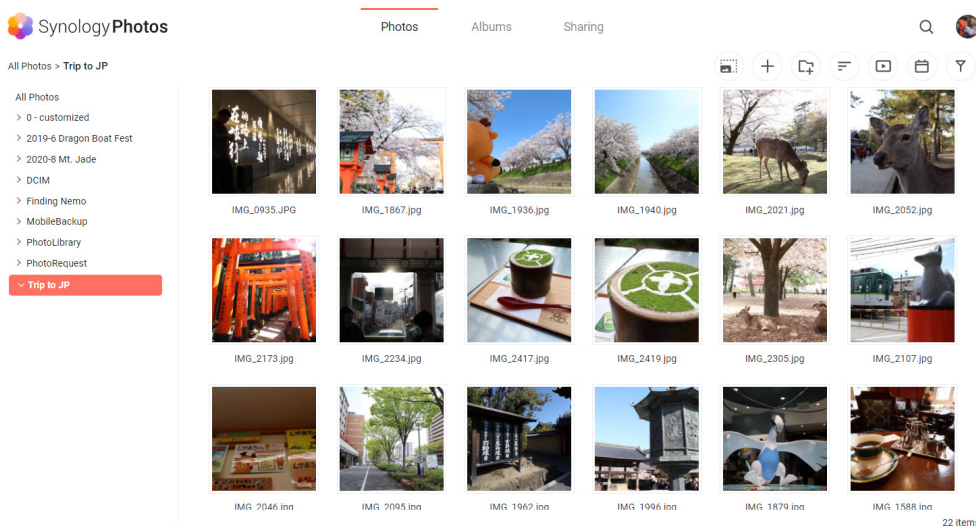 Synology Photos
Photos
Albums
Sharing
All Photos > Trip to JP
All Photos
0 - customized
2019-6 Dragon Boat Fest
2020-8 Mt. Jade
DCIM
Finding Nemo
MobileBackup
PhotoLibrary
PhotoRequest
Trip to JP
IMG_0935.JPG
IMG_1867.jpg
IMG_1936.jpg
IMG_1940.jpg
IMG_2021.jpg
IMG_2052.jpg
IMG_2173.jpg
IMG_2234.jpg
IMG_2417.jpg
IMG_2419.jpg
IMG_2305.jpg
IMG_2107.jpg
IMG_2046.jpg
IMG_2095.jpg
IMG_1962.jpg
IMG_1996.jpg
IMG_1879.jpg
IMG_1588.jpg
22 items